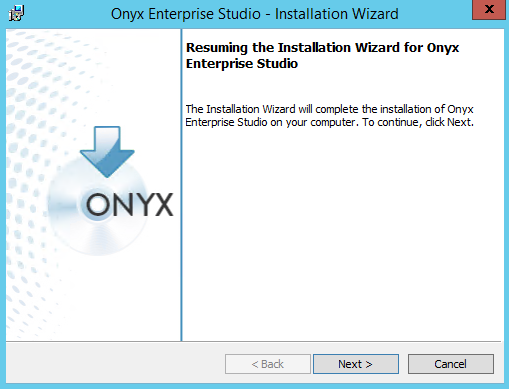 Onyx Enterprise Studio - Installation Wizard
x
Resuming the Installation Wizard for Onyx
Enterprise Studio
The Installation Wizard will complete the installation of Onyx
Enterprise Studio on your computer. To continue, click Next.
ONYX
< Back
Next >
Cancel